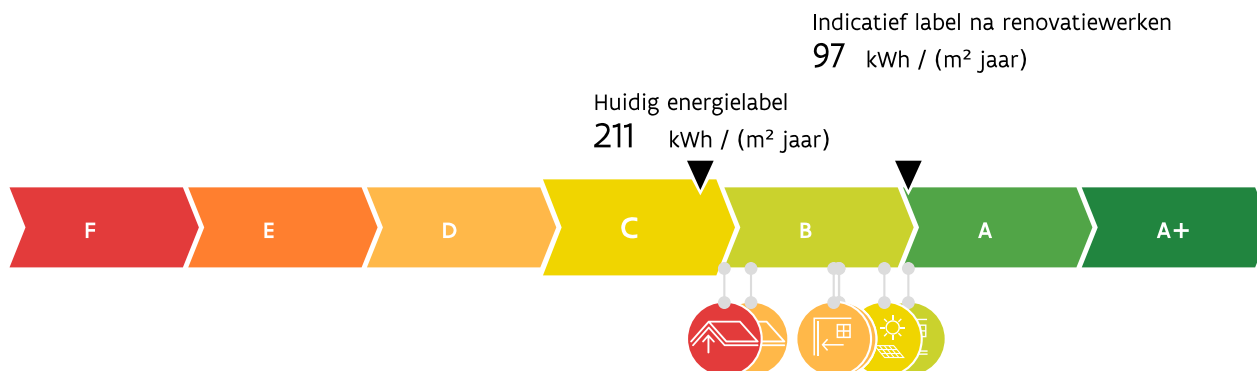 Indicatief label na renovatiewerken
97 kWh / (m² jaar)
Huidig energielabel
211 kWh / (m² jaar)
F E D C B A A+